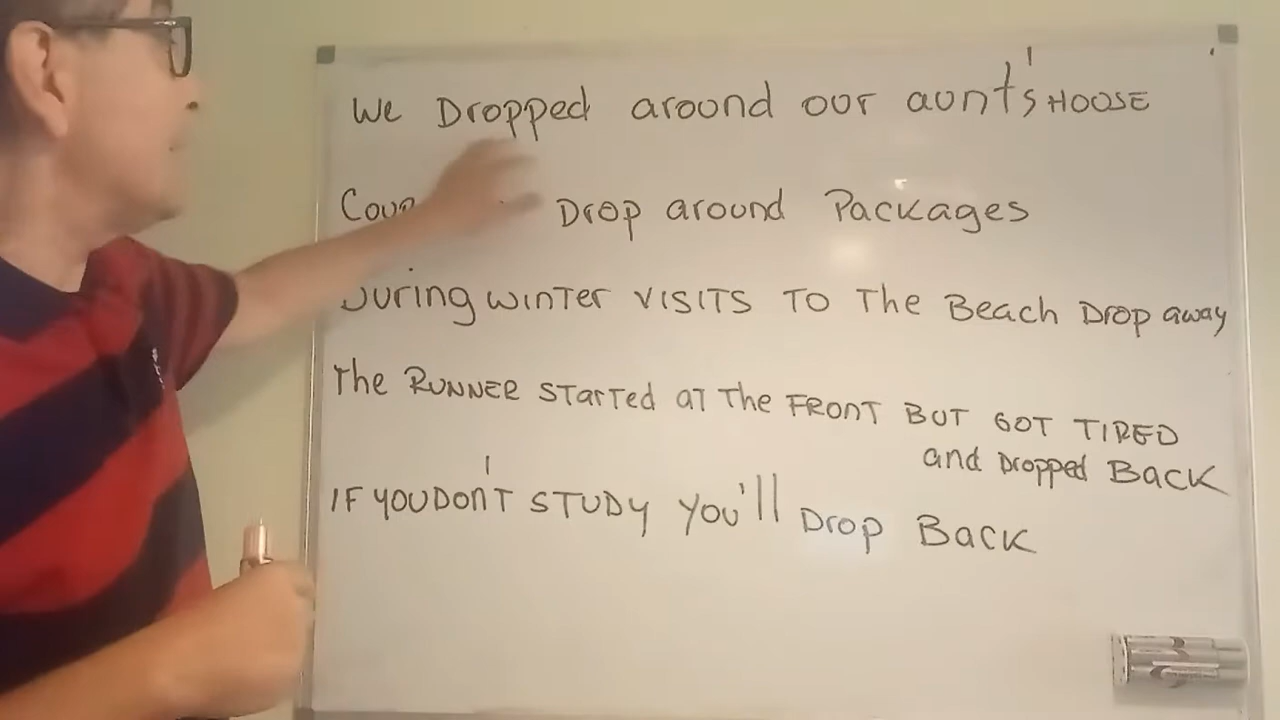 We Dropped around our aunt's HOOSE
Drop around Packages
During winTer VISITS TO The Beach Drop away
The RUNNER STarTed aT The FRONT BUT GOT TIRED
and Dropped BACK
IF YOU DON'T STUDY YOU'll Drop Back